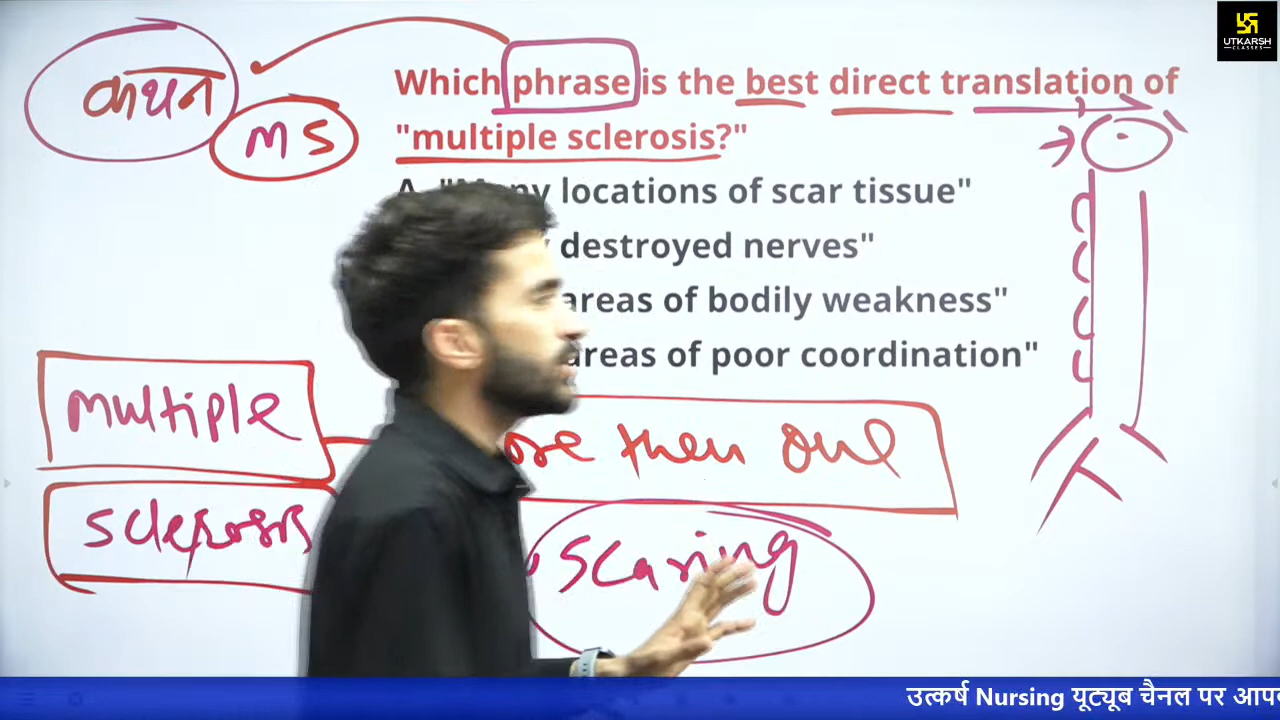 UTKARSH
CLASSES
कथन
MS
Which phrase is the best direct translation of
"multiple sclerosis?"
locations of scar tissue"
destroyed nerves"
areas of bodily weakness"
areas of poor coordination"
multiple
then one
sclerosis
scaring
उत्कर्ष Nursing यूट्यूब चैनल पर